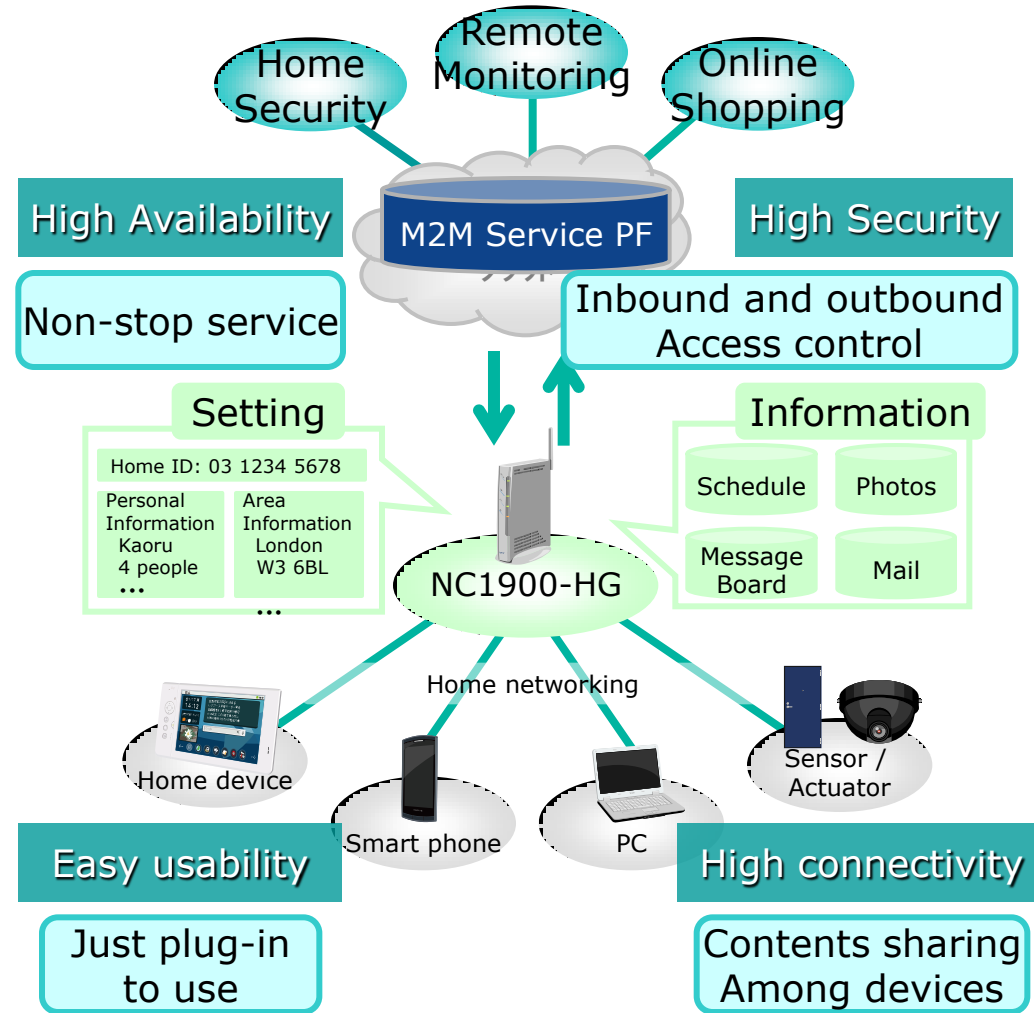 Remote
Monitoring
Home
Security
Online
Shopping
High Availability
M2M Service PF
High Security
Non-stop service
Inbound and outbound
Access control
Setting
Information
Home ID: 03 1234 5678
Personal
Information
Kaoru
4 people
...
Area
Information
London
W3 6BL
...
Schedule
Photos
Message
Board
Mail
NC1900-HG
Home networking
Home device
Smart phone
PC
Sensor /
Actuator
Easy usability
High connectivity
Just plug-in
to use
Contents sharing
Among devices